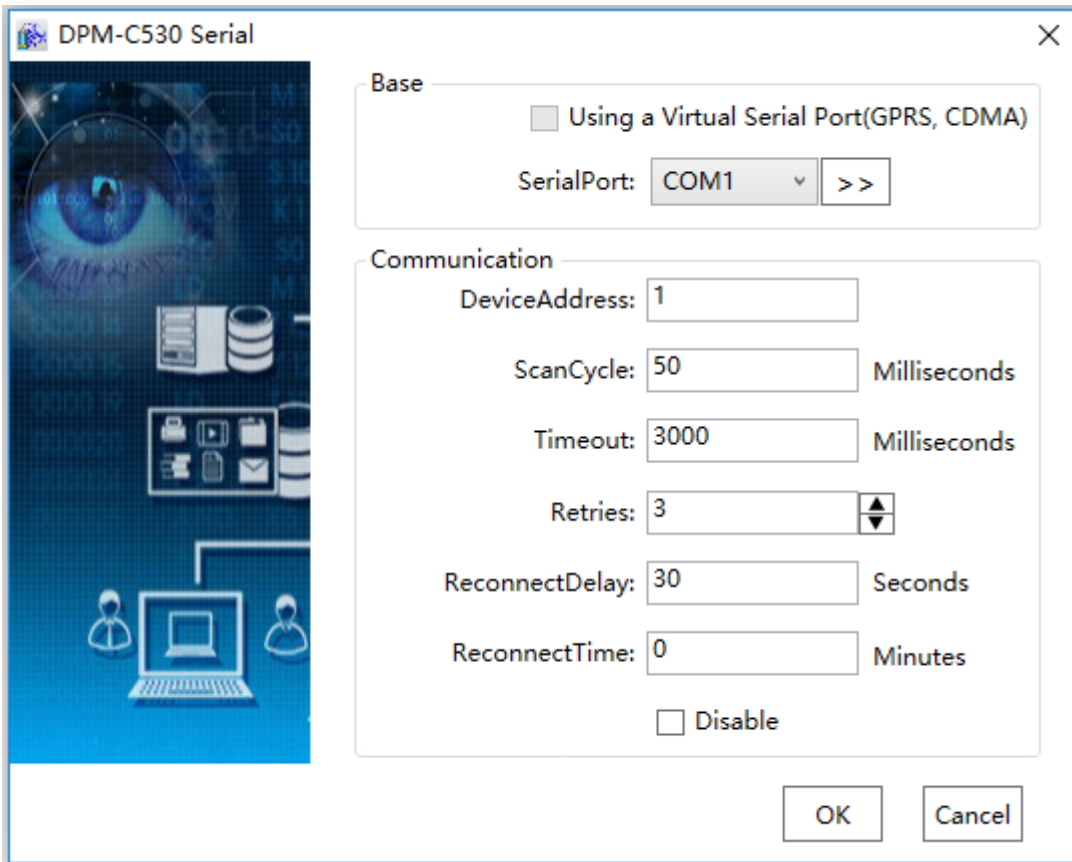 DPM-C530 Serial
Base
Using a Virtual Serial Port(GPRS, CDMA)
SerialPort: COM1 >>
Communication
DeviceAddress: 1
ScanCycle: 50 Milliseconds
Timeout: 3000 Milliseconds
Retries: 3
ReconnectDelay: 30 Seconds
ReconnectTime: 0 Minutes
Disable
OK Cancel